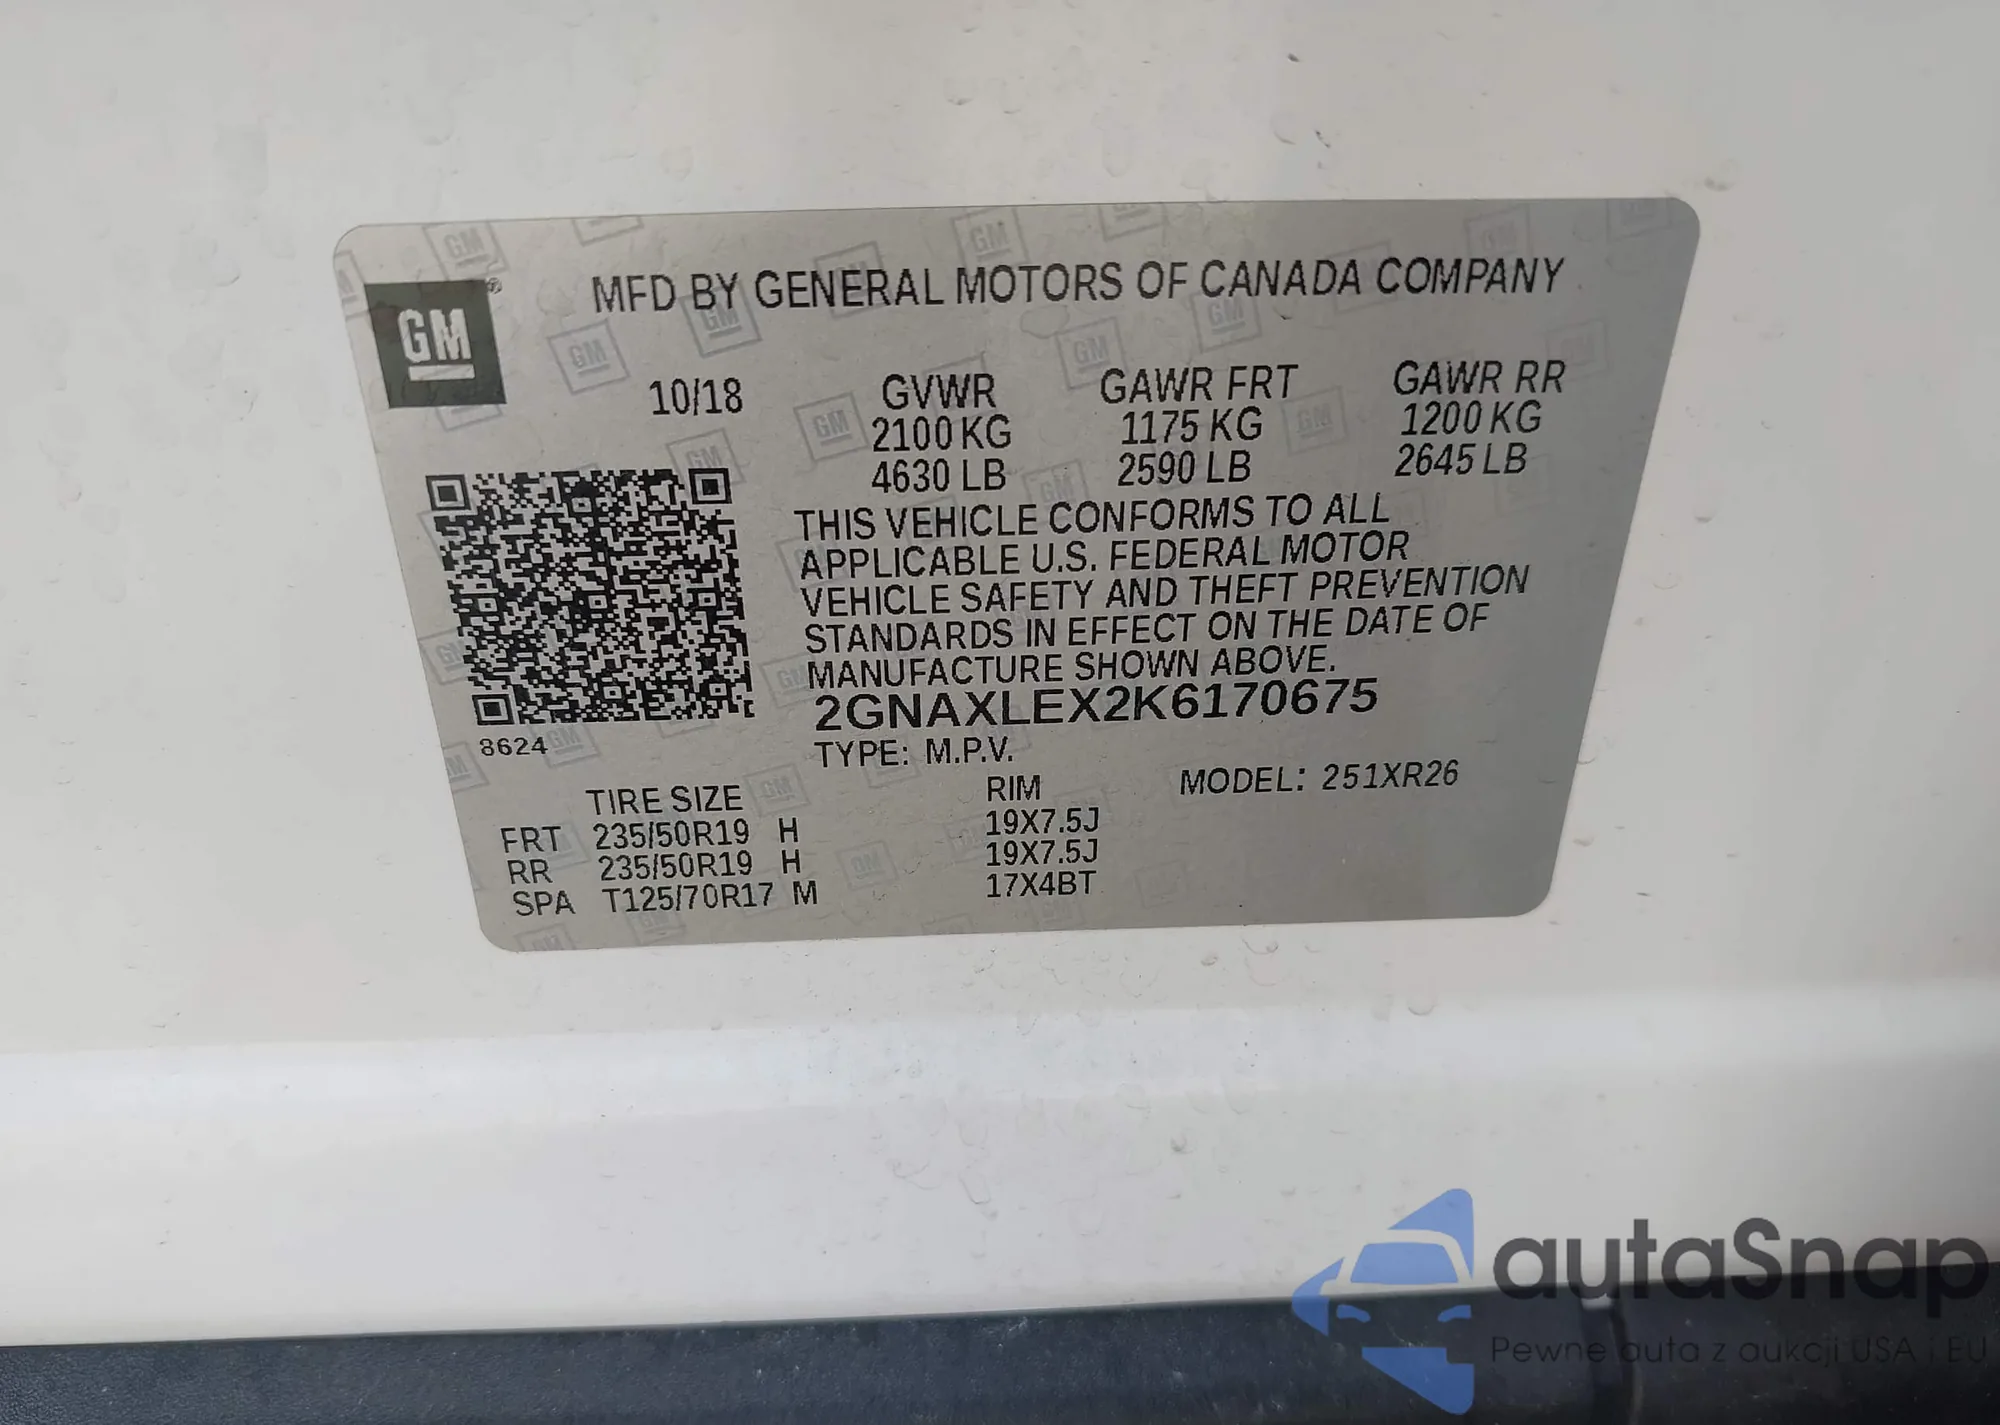 MFD BY GENERAL MOTORS OF CANADA COMPANY
GM
10/18 GVWR GAWR FRT GAWR RR
2100 KG 1175 KG 1200 KG
4630 LB 2590 LB 2645 LB
THIS VEHICLE CONFORMS TO ALL
APPLICABLE U.S. FEDERAL MOTOR
VEHICLE SAFETY AND THEFT PREVENTION
STANDARDS IN EFFECT ON THE DATE OF
MANUFACTURE SHOWN ABOVE.
2GNAXLEX2K6170675
8624
TYPE: M.P.V. MODEL: 251XR26
TIRE SIZE RIM
FRT 235/50R19 H 19X7.5J
RR 235/50R19 H 19X7.5J
SPA T125/70R17 M 17X4BT
autaSnap
Pewne auta z aukcji USA i EU